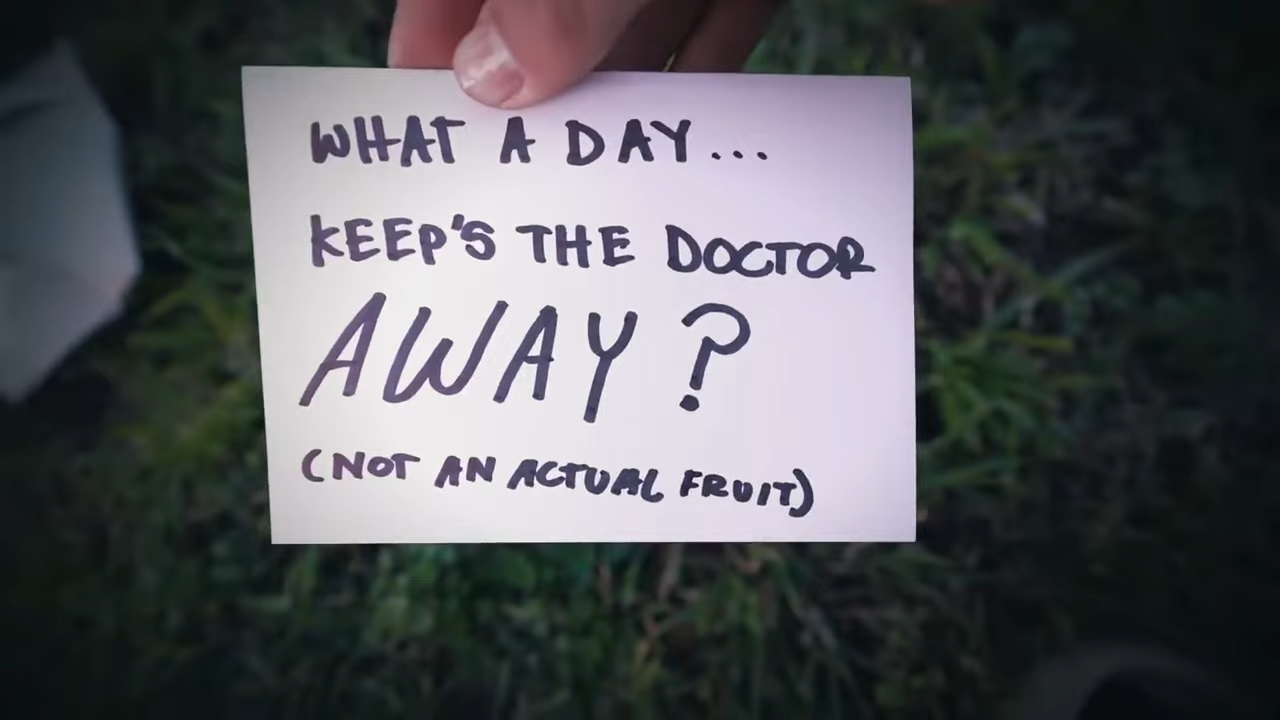 WHAT A DAY...
KEEP'S THE DOCTOR
AWAY?
(NOT AN ACTUAL FRUIT)